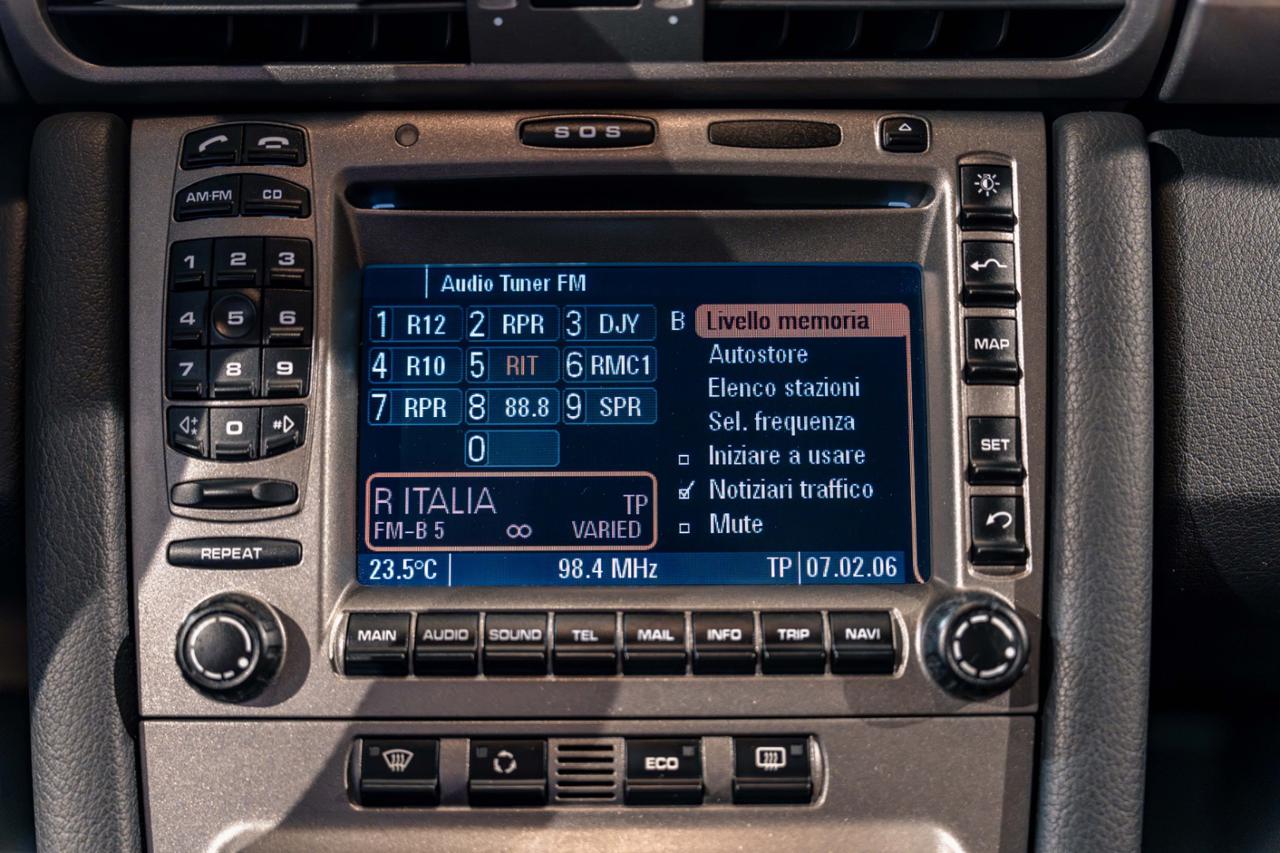 SOS
AM·FM CD
1 2 3
4 5 6
7 8 9
0 #
REPEAT
Audio Tuner FM
1 R12 2 RPR 3 DJY
4 R10 5 RIT 6 RMC1
7 RPR 8 88.8 9 SPR
0
R ITALIA TP
FM-B 5 ∞ VARIED
B Livello memoria
Autostore
Elenco stazioni
Sel. frequenza
Iniziare a usare
Notiziari traffico
Mute
23.5°C 98.4 MHz TP 07.02.06
MAP
SET
MAIN AUDIO SOUND TEL MAIL INFO TRIP NAVI
ECO